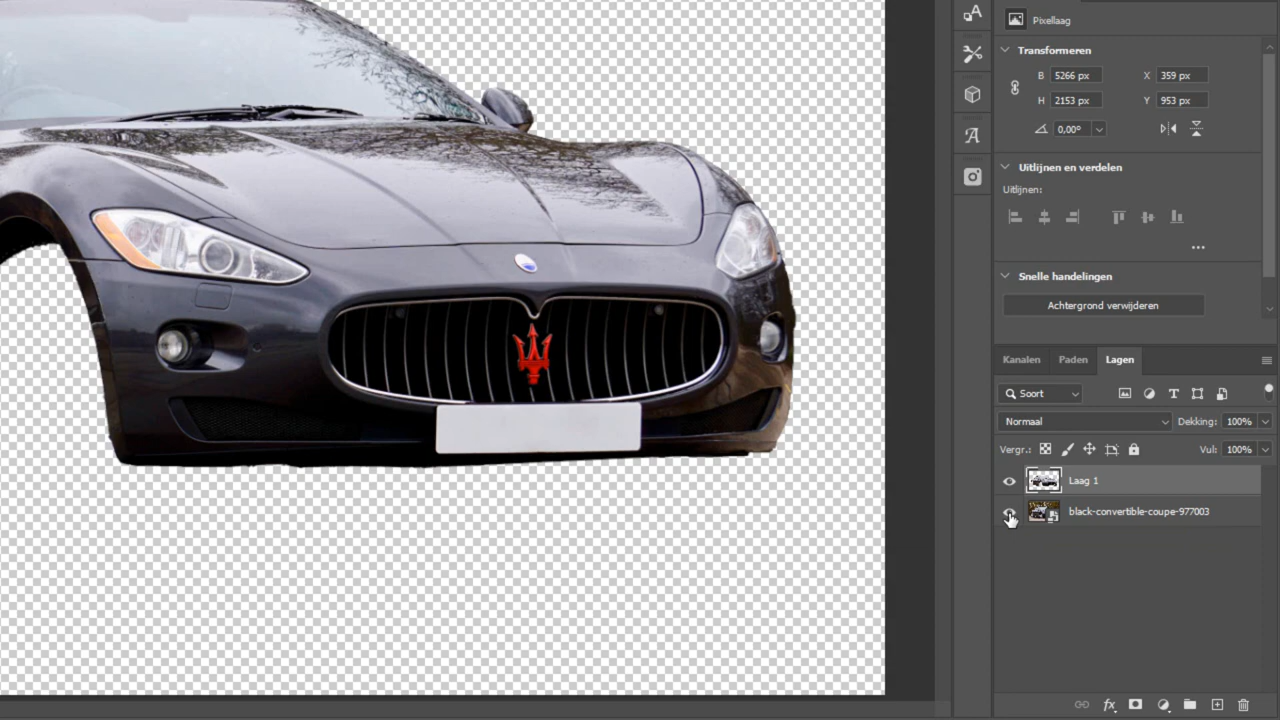 Pixellaag
Transformeren
B 5266 px X 359 px
H 2153 px Y 953 px
0,00°
Uitlijnen en verdelen
Uitlijnen:
Snelle handelingen
Achtergrond verwijderen
Kanalen Paden Lagen
Soort
Normaal Dekking: 100%
Vergr.: Vul: 100%
Laag 1
black-convertible-coupe-977003